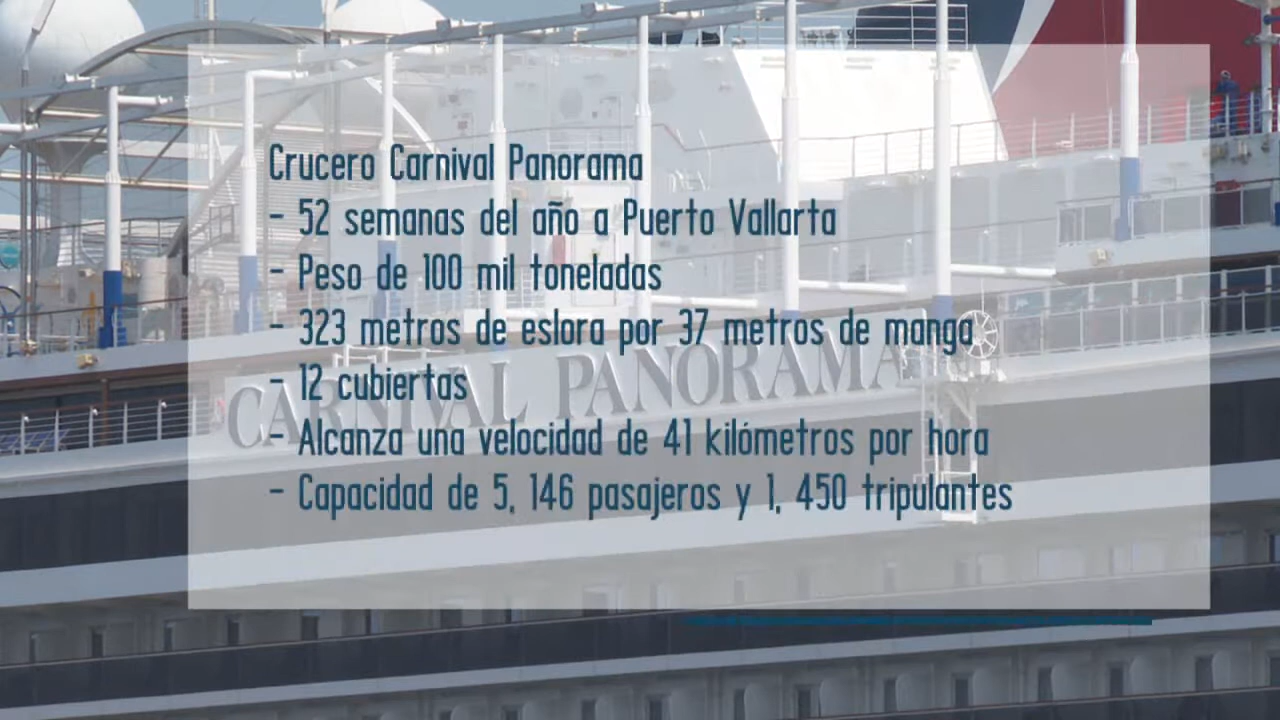 Crucero Carnival Panorama
- 52 semanas del año a Puerto Vallarta
- Peso de 100 mil toneladas
- 323 metros de eslora por 37 metros de manga
- 12 cubiertas
- Alcanza una velocidad de 41 kilómetros por hora
- Capacidad de 5, 146 pasajeros y 1, 450 tripulantes
CARNIVAL PANORAMA